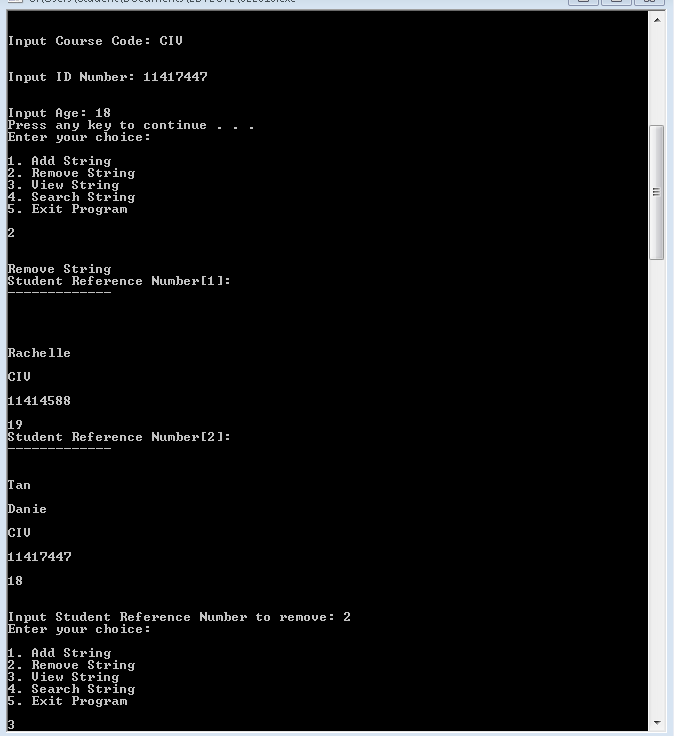 Input Course Code: CIV
Input ID Number: 11417447
Input Age: 18
Press any key to continue . . .
Enter your choice:
1. Add String
2. Remove String
3. View String
4. Search String
5. Exit Program
2
Remove String
Student Reference Number[1]:
-------------
Rachelle
CIV
11414588
19
Student Reference Number[2]:
-------------
Tan
Danie
CIV
11417447
18
Input Student Reference Number to remove: 2
Enter your choice:
1. Add String
2. Remove String
3. View String
4. Search String
5. Exit Program
3